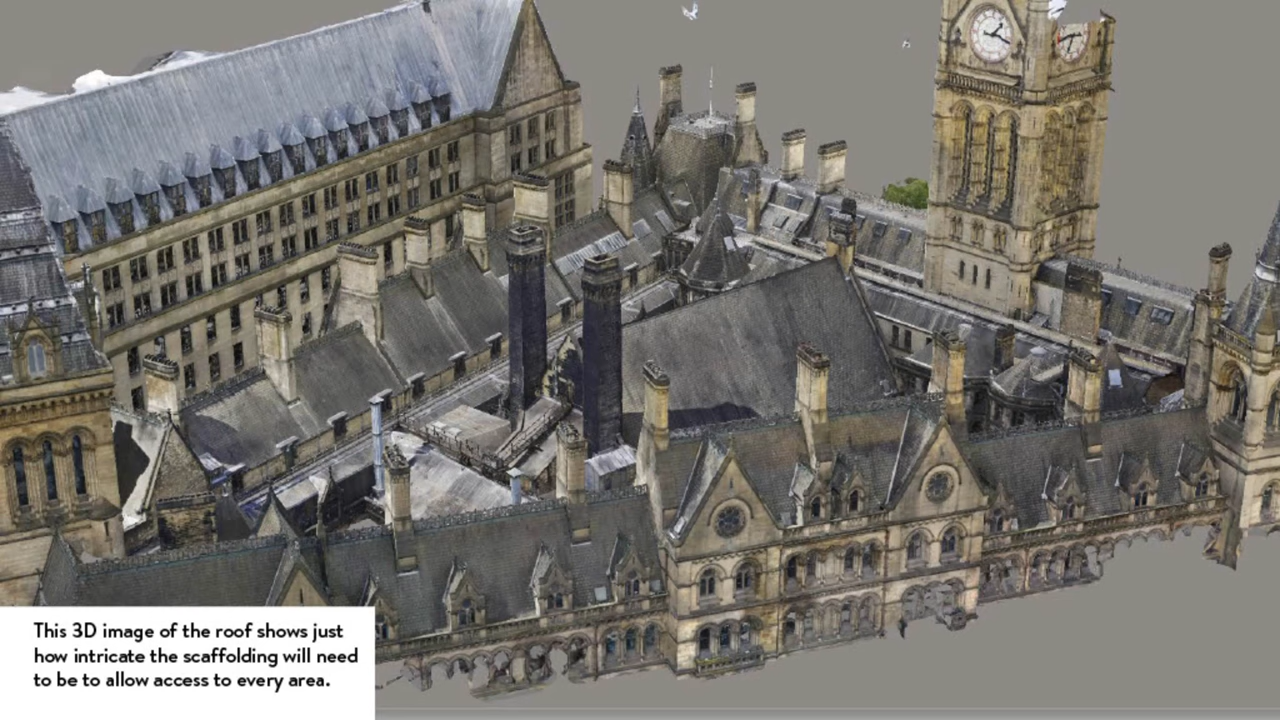 This 3D image of the roof shows just
how intricate the scaffolding will need
to be to allow access to every area.